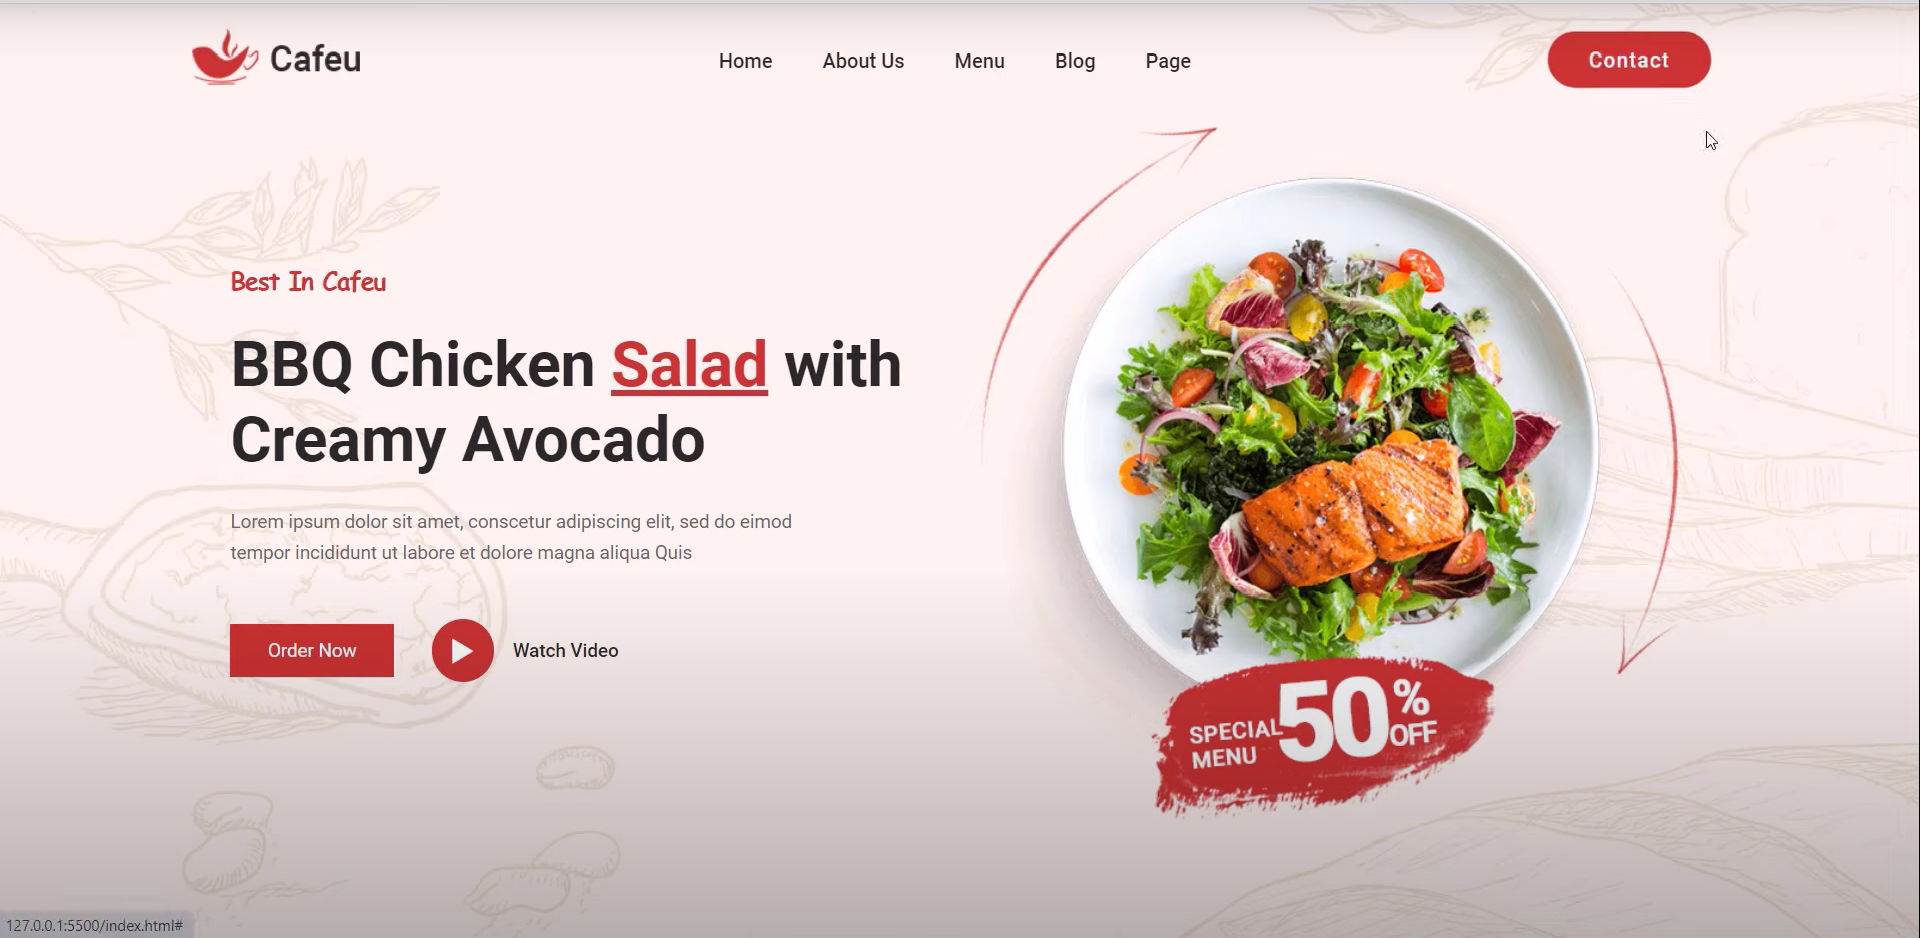 Cafeu
Home
About Us
Menu
Blog
Page
Contact
Best In Cafeu
BBQ Chicken Salad with
Creamy Avocado
Lorem ipsum dolor sit amet, conscetur adipiscing elit, sed do eimod
tempor incididunt ut labore et dolore magna aliqua Quis
Order Now
Watch Video
SPECIAL
MENU
50%
OFF
127.0.0.1:5500/index.html#